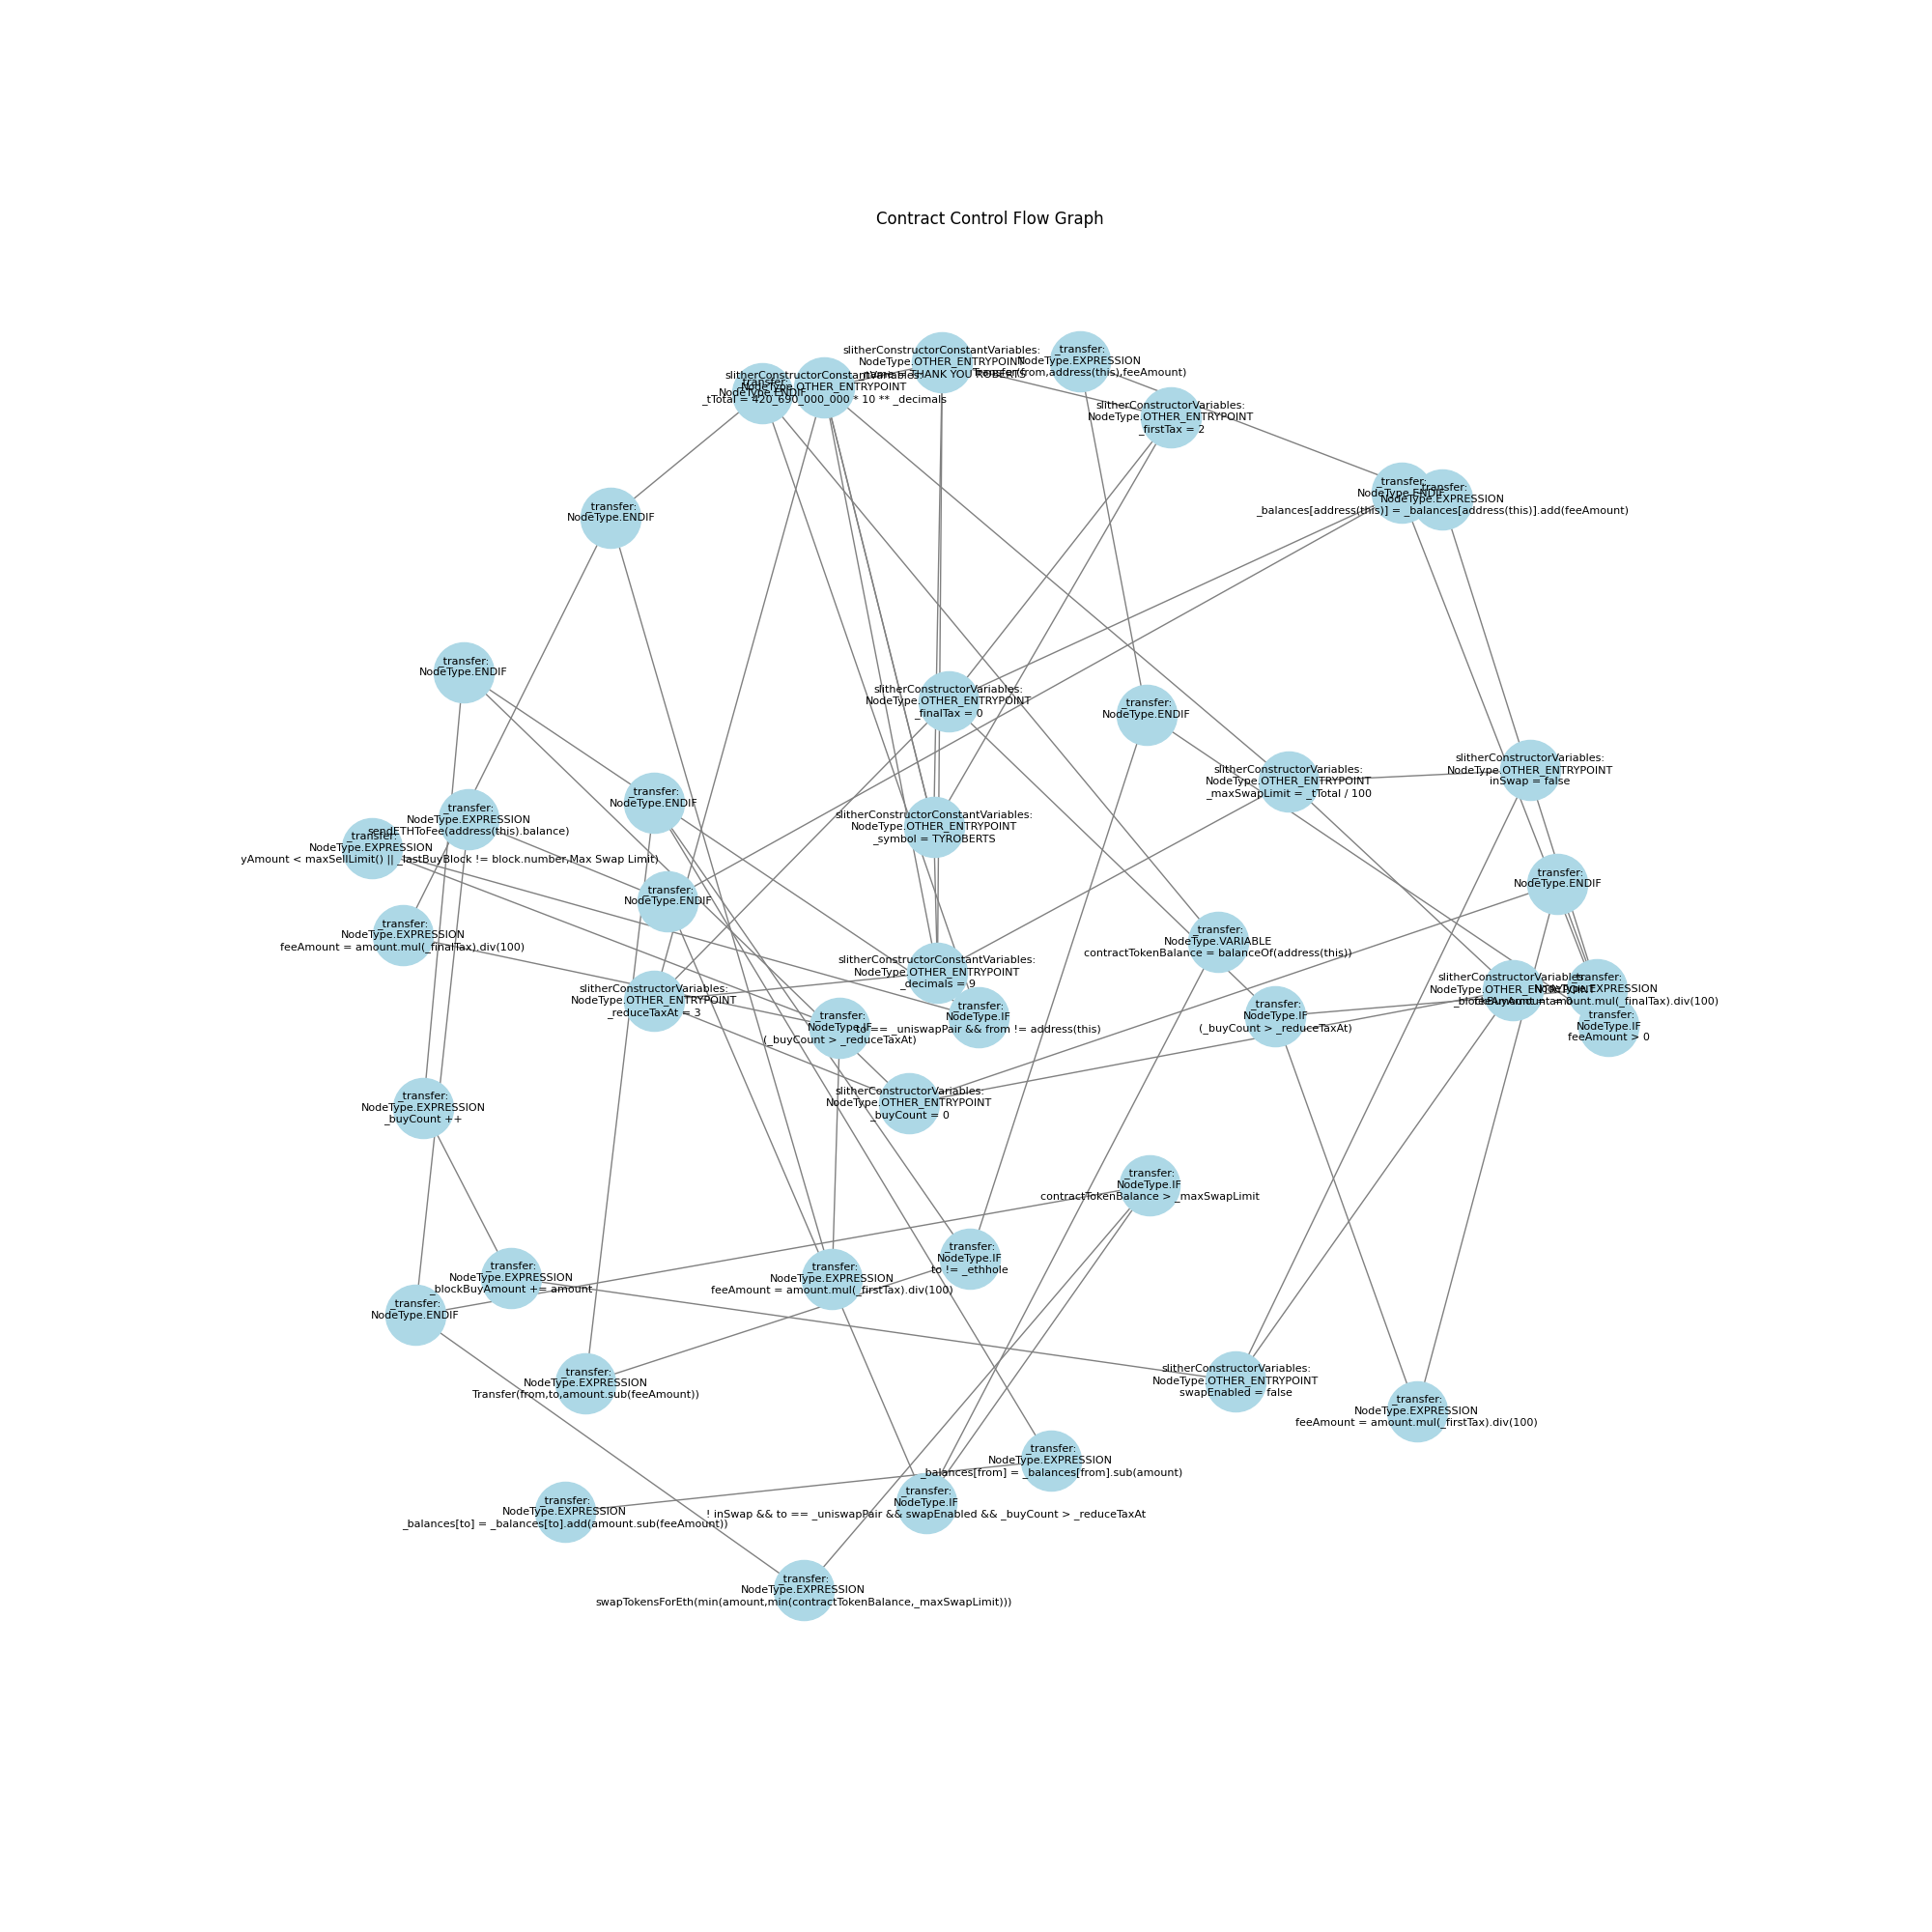 Contract Control Flow Graph
slitherConstructorConstantVariables:
NodeType.OTHER_ENTRYPOINT
_name = THANK YOU ROBERTS
_transfer:
NodeType.EXPRESSION
Transfer(from,address(this),feeAmount)
_transfer:
NodeType.ENDIF
slitherConstructorConstantVariables:
NodeType.OTHER_ENTRYPOINT
_tTotal = 420_690_000_000 * 10 ** _decimals
slitherConstructorVariables:
NodeType.OTHER_ENTRYPOINT
_firstTax = 2
_transfer:
NodeType.ENDIF
_transfer:
NodeType.EXPRESSION
_balances[address(this)] = _balances[address(this)].add(feeAmount)
_transfer:
NodeType.ENDIF
_transfer:
NodeType.ENDIF
slitherConstructorVariables:
NodeType.OTHER_ENTRYPOINT
_finalTax = 0
_transfer:
NodeType.ENDIF
slitherConstructorVariables:
NodeType.OTHER_ENTRYPOINT
inSwap = false
slitherConstructorVariables:
NodeType.OTHER_ENTRYPOINT
_maxSwapLimit = _tTotal / 100
_transfer:
NodeType.ENDIF
_transfer:
NodeType.EXPRESSION
sendETHToFee(address(this).balance)
slitherConstructorConstantVariables:
NodeType.OTHER_ENTRYPOINT
_symbol = TYROBERTS
_transfer:
NodeType.EXPRESSION
yAmount < maxSellLimit() || _lastBuyBlock != block.number,Max Swap Limit)
_transfer:
NodeType.ENDIF
_transfer:
NodeType.ENDIF
_transfer:
NodeType.EXPRESSION
feeAmount = amount.mul(_finalTax).div(100)
_transfer:
NodeType.VARIABLE
contractTokenBalance = balanceOf(address(this))
slitherConstructorConstantVariables:
NodeType.OTHER_ENTRYPOINT
_decimals = 9
slitherConstructorVariables:
NodeType.OTHER_ENTRYPOINT
_blockBuyAmount = 0
_transfer:
NodeType.EXPRESSION
feeAmount = amount.mul(_finalTax).div(100)
slitherConstructorVariables:
NodeType.OTHER_ENTRYPOINT
_reduceTaxAt = 3
_transfer:
NodeType.IF
to == _uniswapPair && from != address(this)
_transfer:
NodeType.IF
(_buyCount > _reduceTaxAt)
_transfer:
NodeType.IF
(_buyCount > _reduceTaxAt)
_transfer:
NodeType.IF
feeAmount > 0
slitherConstructorVariables:
NodeType.OTHER_ENTRYPOINT
_buyCount = 0
_transfer:
NodeType.EXPRESSION
_buyCount ++
_transfer:
NodeType.IF
contractTokenBalance > _maxSwapLimit
_transfer:
NodeType.IF
to != _ethhole
_transfer:
NodeType.EXPRESSION
_blockBuyAmount += amount
_transfer:
NodeType.EXPRESSION
feeAmount = amount.mul(_firstTax).div(100)
_transfer:
NodeType.ENDIF
_transfer:
NodeType.EXPRESSION
Transfer(from,to,amount.sub(feeAmount))
slitherConstructorVariables:
NodeType.OTHER_ENTRYPOINT
swapEnabled = false
_transfer:
NodeType.EXPRESSION
feeAmount = amount.mul(_firstTax).div(100)
_transfer:
NodeType.EXPRESSION
_balances[from] = _balances[from].sub(amount)
_transfer:
NodeType.IF
! inSwap && to == _uniswapPair && swapEnabled && _buyCount > _reduceTaxAt
_transfer:
NodeType.EXPRESSION
_balances[to] = _balances[to].add(amount.sub(feeAmount))
_transfer:
NodeType.EXPRESSION
swapTokensForEth(min(amount,min(contractTokenBalance,_maxSwapLimit)))